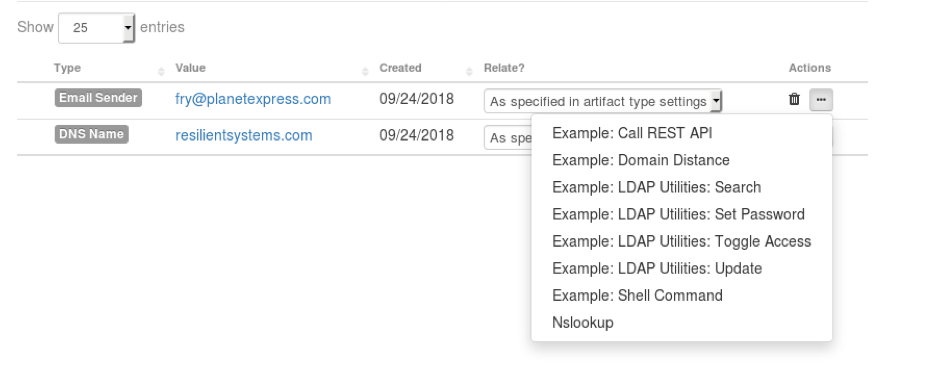 Show 25 entries
Type Value Created Relate? Actions
Email Sender fry@planetexpress.com 09/24/2018 As specified in artifact type settings
DNS Name resilientsystems.com 09/24/2018 As spe
Example: Call REST API
Example: Domain Distance
Example: LDAP Utilities: Search
Example: LDAP Utilities: Set Password
Example: LDAP Utilities: Toggle Access
Example: LDAP Utilities: Update
Example: Shell Command
Nslookup